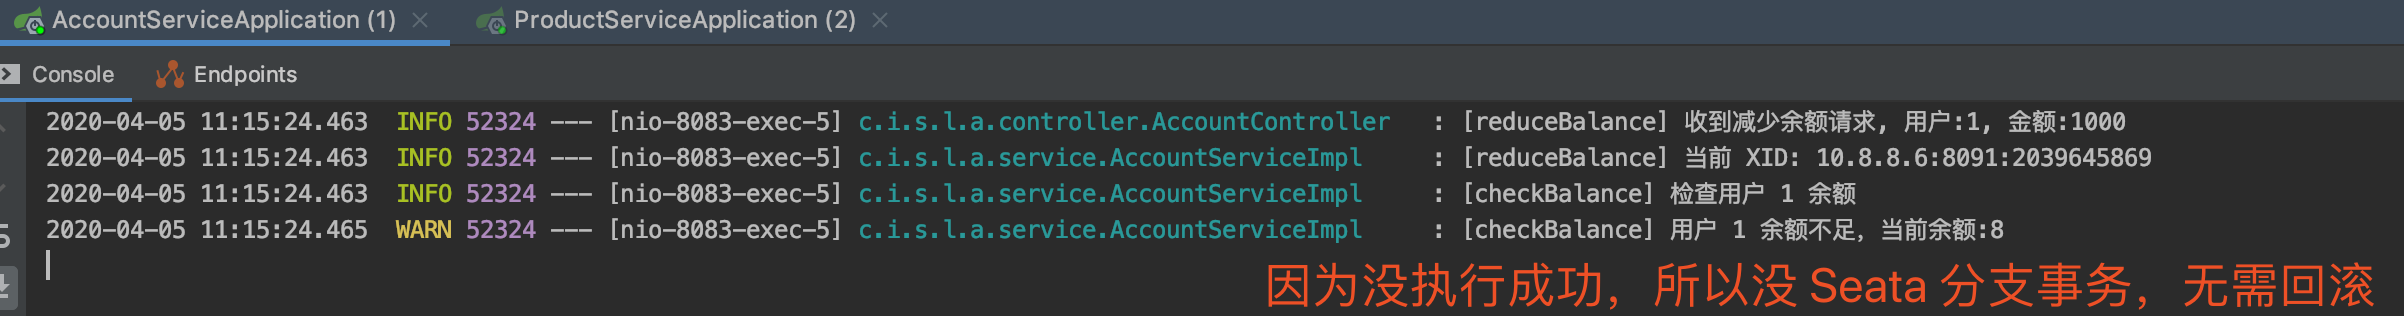 AccountServiceApplication (1) × ProductServiceApplication (2) ×
Console Endpoints
2020-04-05 11:15:24.463  INFO 52324 --- [nio-8083-exec-5] c.i.s.l.a.controller.AccountController   : [reduceBalance] 收到减少余额请求, 用户:1, 金额:1000
2020-04-05 11:15:24.463  INFO 52324 --- [nio-8083-exec-5] c.i.s.l.a.service.AccountServiceImpl     : [reduceBalance] 当前 XID: 10.8.8.6:8091:2039645869
2020-04-05 11:15:24.463  INFO 52324 --- [nio-8083-exec-5] c.i.s.l.a.service.AccountServiceImpl     : [checkBalance] 检查用户 1 余额
2020-04-05 11:15:24.465  WARN 52324 --- [nio-8083-exec-5] c.i.s.l.a.service.AccountServiceImpl     : [checkBalance] 用户 1 余额不足，当前余额:8
因为没执行成功，所以没 Seata 分支事务，无需回滚